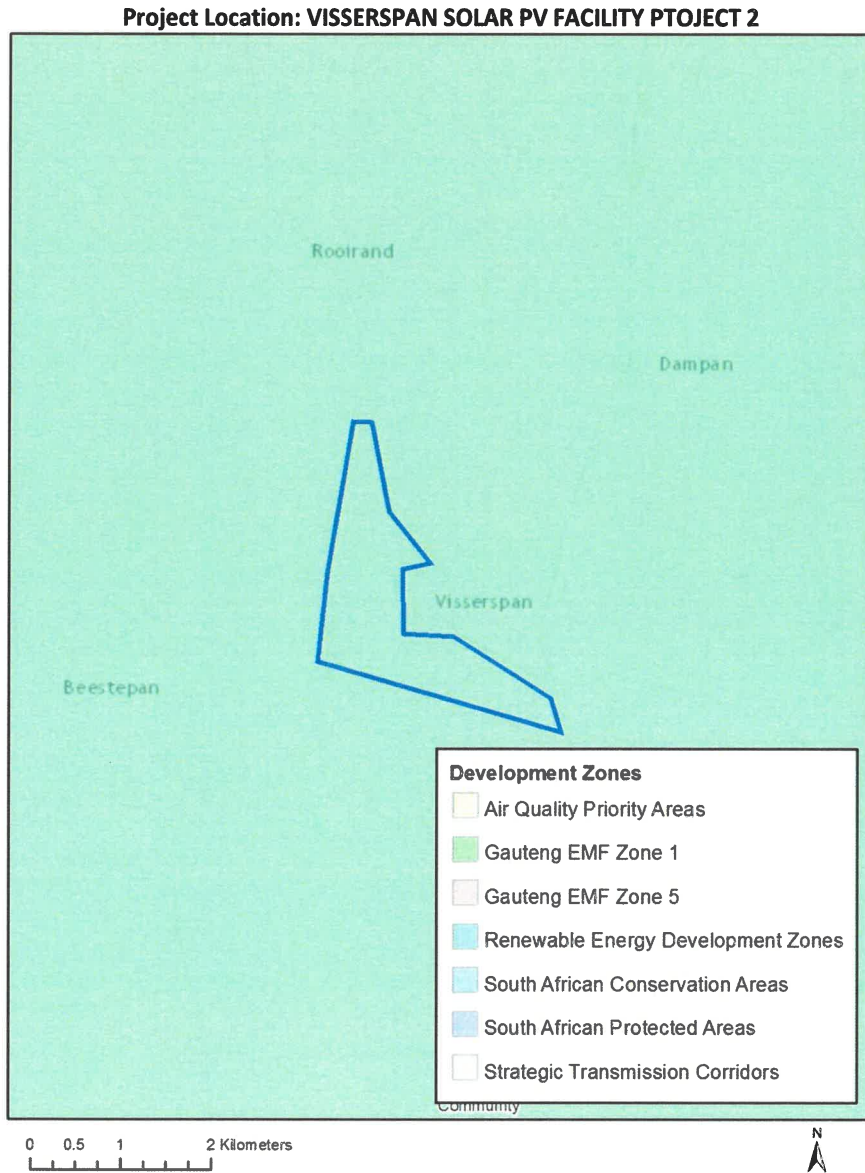 Project Location: VISSERSPAN SOLAR PV FACILITY PTOJECT 2
Rooirand
Dampan
Visserspan
Beestepan
Development Zones
Air Quality Priority Areas
Gauteng EMF Zone 1
Gauteng EMF Zone 5
Renewable Energy Development Zones
South African Conservation Areas
South African Protected Areas
Strategic Transmission Corridors
Community
0 0.5 1 2 Kilometers
N